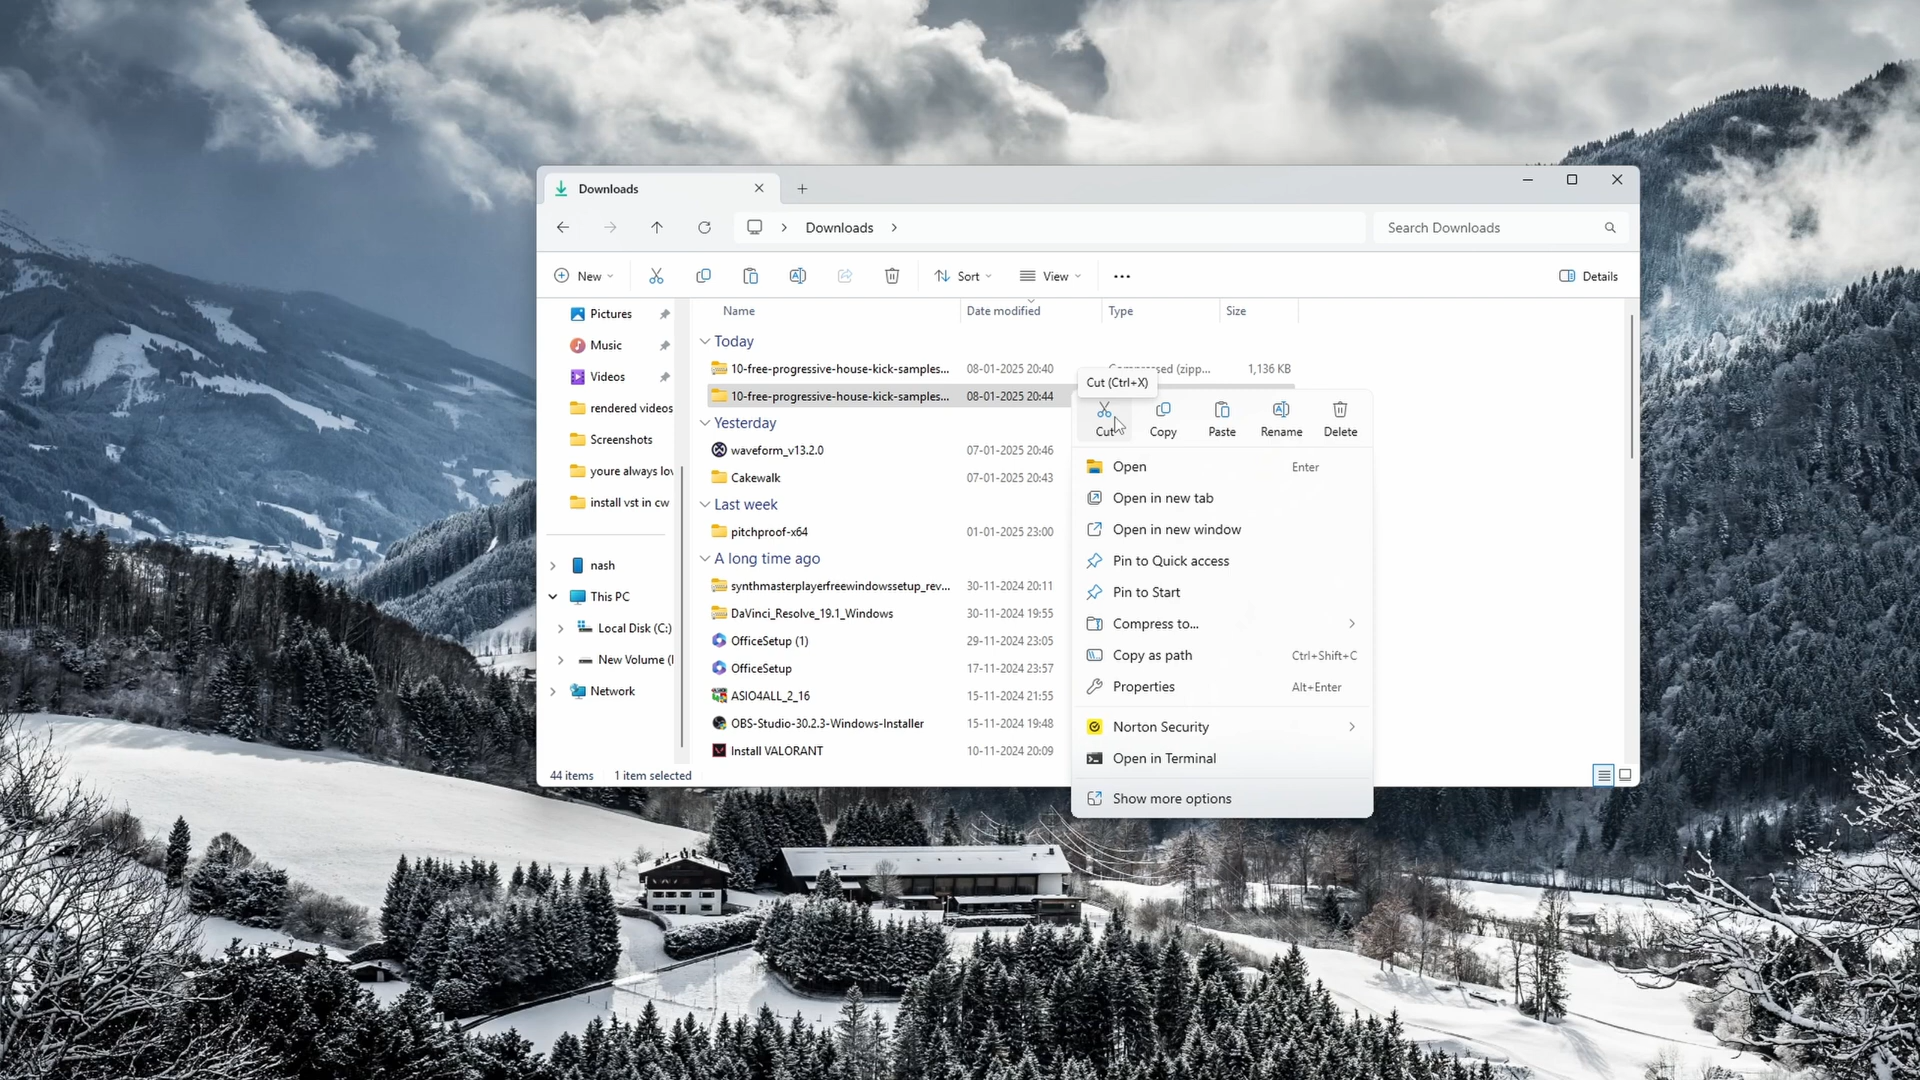 Downloads
Downloads
Search Downloads
New
Sort
View
Details
Pictures
Music
Videos
rendered videos
Screenshots
youre always lov
install vst in cw
nash
This PC
Local Disk (C:)
New Volume (
Network
Name Date modified Type Size
Today
10-free-progressive-house-kick-samples... 08-01-2025 20:40 Compressed (zipp... 1,136 KB
10-free-progressive-house-kick-samples... 08-01-2025 20:44
Yesterday
waveform_v13.2.0 07-01-2025 20:46
Cakewalk 07-01-2025 20:43
Last week
pitchproof-x64 01-01-2025 23:00
A long time ago
synthmasterplayerfreewindowssetup_rev... 30-11-2024 20:11
DaVinci_Resolve_19.1_Windows 30-11-2024 19:55
OfficeSetup (1) 29-11-2024 23:05
OfficeSetup 17-11-2024 23:57
ASIO4ALL_2_16 15-11-2024 21:55
OBS-Studio-30.2.3-Windows-Installer 15-11-2024 19:48
Install VALORANT 10-11-2024 20:09
44 items 1 item selected
Cut (Ctrl+X)
Cut Copy Paste Rename Delete
Open Enter
Open in new tab
Open in new window
Pin to Quick access
Pin to Start
Compress to...
Copy as path Ctrl+Shift+C
Properties Alt+Enter
Norton Security
Open in Terminal
Show more options